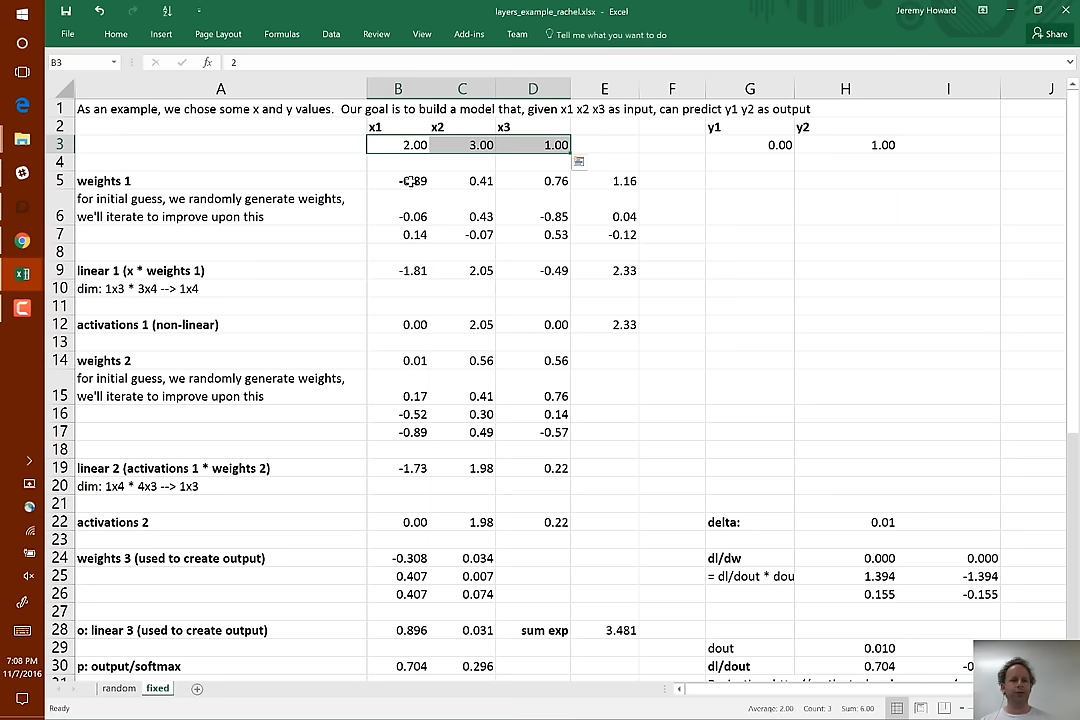 layers_example_rachel.xlsx - Excel
Jeremy Howard
File Home Insert Page Layout Formulas Data Review View Add-ins Team Tell me what you want to do Share
B3 fx 2
A B C D E F G H I J
1 As an example, we chose some x and y values. Our goal is to build a model that, given x1 x2 x3 as input, can predict y1 y2 as output
2 x1 x2 x3 y1 y2
3 2.00 3.00 1.00 0.00 1.00
4
5 weights 1 0.41 0.76 1.16
for initial guess, we randomly generate weights,
6 we'll iterate to improve upon this -0.06 0.43 -0.85 0.04
7 0.14 -0.07 0.53 -0.12
8
9 linear 1 (x * weights 1) -1.81 2.05 -0.49 2.33
10 dim: 1x3 * 3x4 --> 1x4
11
12 activations 1 (non-linear) 0.00 2.05 0.00 2.33
13
14 weights 2 0.01 0.56 0.56
for initial guess, we randomly generate weights,
15 we'll iterate to improve upon this 0.17 0.41 0.76
16 -0.52 0.30 0.14
17 -0.89 0.49 -0.57
18
19 linear 2 (activations 1 * weights 2) -1.73 1.98 0.22
20 dim: 1x4 * 4x3 --> 1x3
21
22 activations 2 0.00 1.98 0.22 delta: 0.01
23
24 weights 3 (used to create output) -0.308 0.034 dl/dw 0.000 0.000
25 0.407 0.007 = dl/dout * dou 1.394 -1.394
26 0.407 0.074 0.155 -0.155
27
28 o: linear 3 (used to create output) 0.896 0.031 sum exp 3.481
29 dout 0.010
30 p: output/softmax 0.704 0.296 dl/dout 0.704
random fixed
Ready Average: 2.00 Count: 3 Sum: 6.00
7:08 PM
11/7/2016